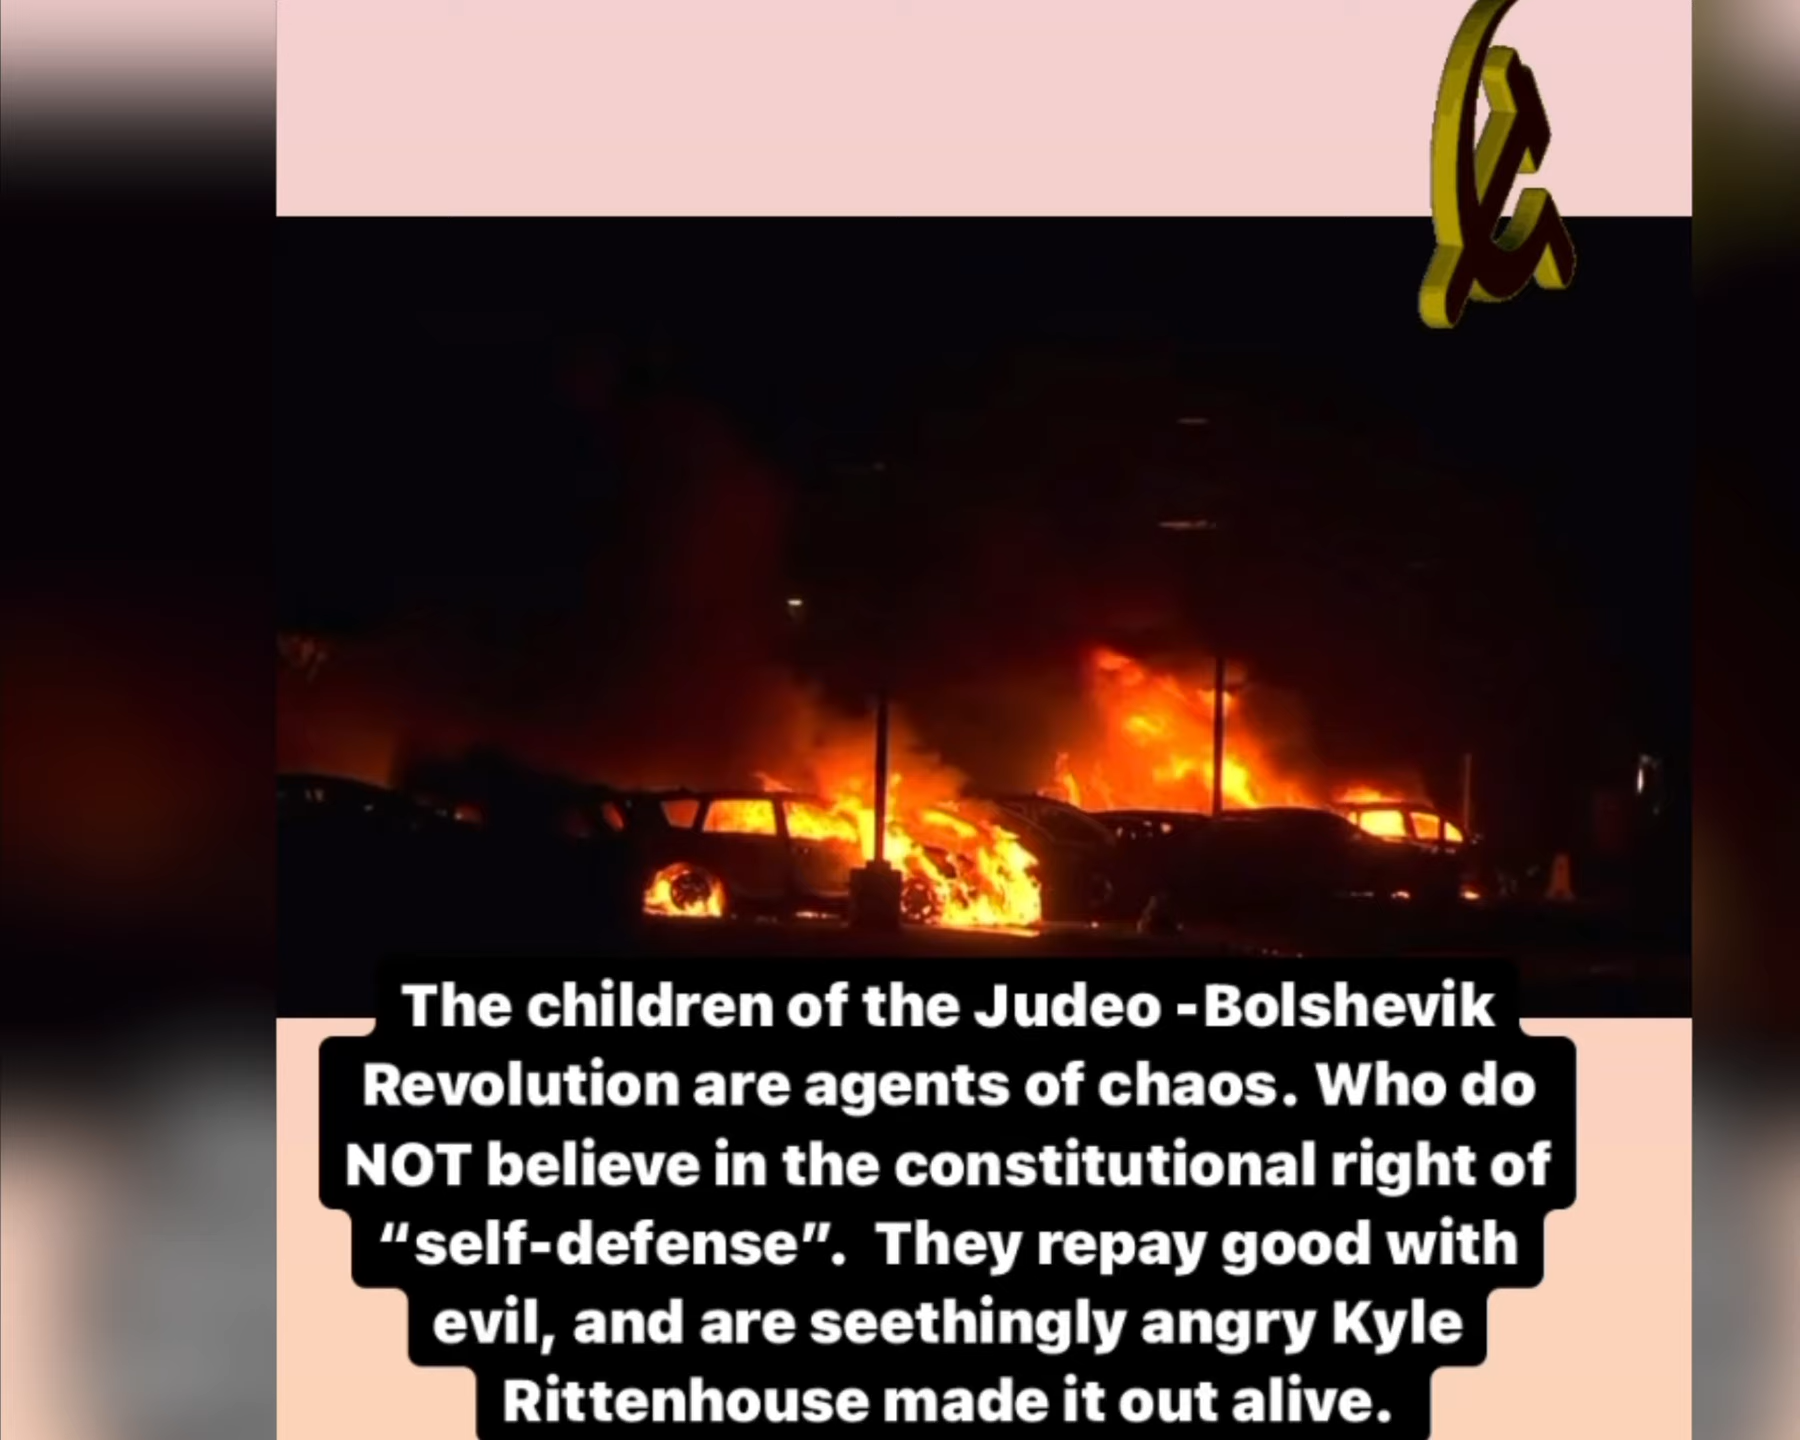 The children of the Judeo -Bolshevik
Revolution are agents of chaos. Who do
NOT believe in the constitutional right of
“self-defense”.  They repay good with
evil, and are seethingly angry Kyle
Rittenhouse made it out alive.